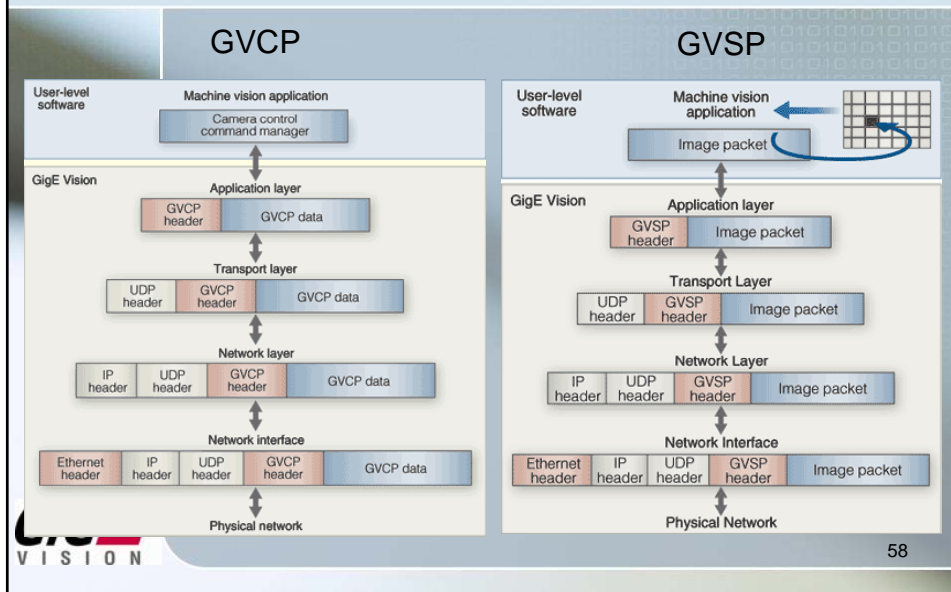 GVCP
User-level
software
Machine vision application
Camera control
command manager
GigE Vision
Application layer
GVCP
header
GVCP data
Transport layer
UDP
header
GVCP
header
GVCP data
Network layer
IP
header
UDP
header
GVCP
header
GVCP data
Network interface
Ethernet
header
IP
header
UDP
header
GVCP
header
GVCP data
Physical network
GVSP
User-level
software
Machine vision
application
Image packet
GigE Vision
Application layer
GVSP
header
Image packet
Transport Layer
UDP
header
GVSP
header
Image packet
Network Layer
IP
header
UDP
header
GVSP
header
Image packet
Network Interface
Ethernet
header
IP
header
UDP
header
GVSP
header
Image packet
Physical Network
VISION
58